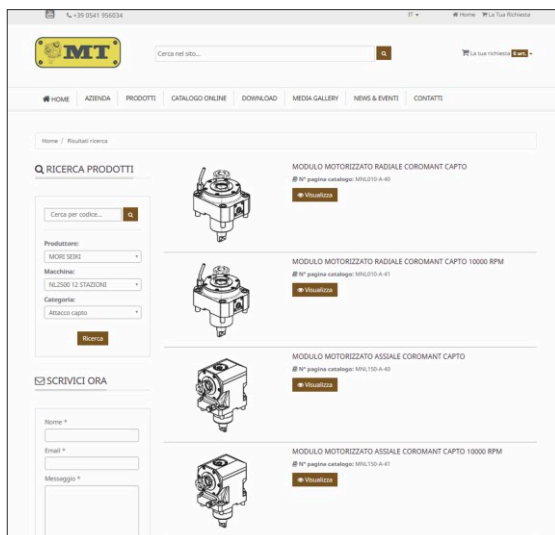 +39 0541 956034
IT
Home
La Tua Richiesta
MT
Cerca nel sito...
La tua richiesta 0 art.
HOME
AZIENDA
PRODOTTI
CATALOGO ONLINE
DOWNLOAD
MEDIA GALLERY
NEWS & EVENTI
CONTATTI
Home / Risultati ricerca
RICERCA PRODOTTI
Cerca per codice...
Produttore:
MORI SEIKI
Macchina:
NL2500 12 STAZIONI
Categoria:
Attacco capto
Ricerca
SCRIVICI ORA
Nome *
Email *
Messaggio *
MODULO MOTORIZZATO RADIALE COROMANT CAPTO
N° pagina catalogo: MNL010-A-40
Visualizza
MODULO MOTORIZZATO RADIALE COROMANT CAPTO 10000 RPM
N° pagina catalogo: MNL010-A-41
Visualizza
MODULO MOTORIZZATO ASSIALE COROMANT CAPTO
N° pagina catalogo: MNL150-A-40
Visualizza
MODULO MOTORIZZATO ASSIALE COROMANT CAPTO 10000 RPM
N° pagina catalogo: MNL150-A-41
Visualizza